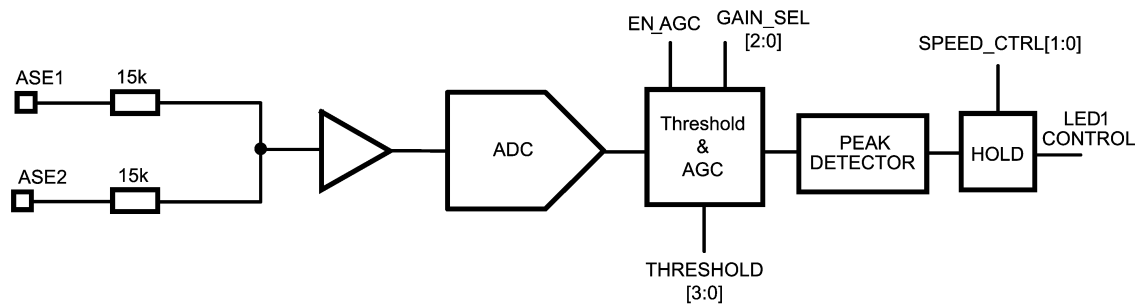 EN_AGC
GAIN_SEL
[2:0]
SPEED_CTRL[1:0]
ASE1
15k
ADC
Threshold
&
AGC
PEAK
DETECTOR
HOLD
LED1
CONTROL
ASE2
15k
THRESHOLD
[3:0]